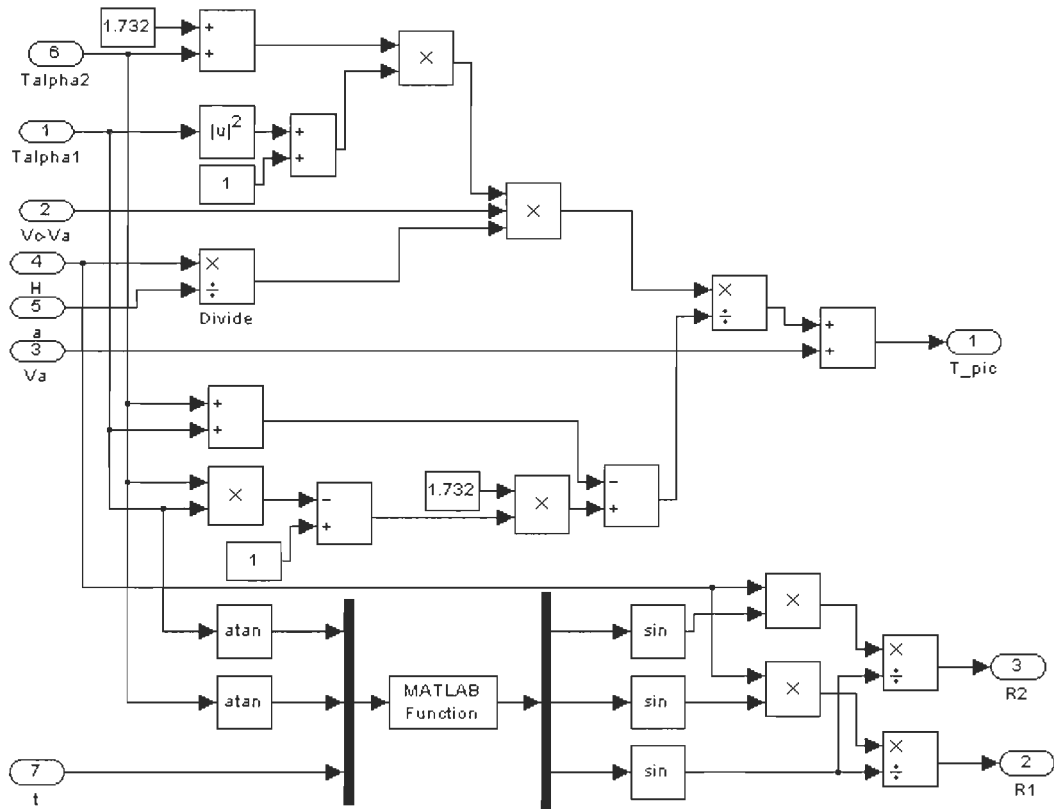 1.732
+
+
6
Talpha2
×
1
Talpha1
|u|²
+
+
1
2
Vc-Va
×
4
H
×
÷
Divide
5
a
3
Va
×
÷
+
+
1
T_pic
+
+
×
−
+
1
1.732
×
−
+
atan
atan
MATLAB
Function
sin
sin
sin
×
×
×
÷
3
R2
×
÷
2
R1
7
t